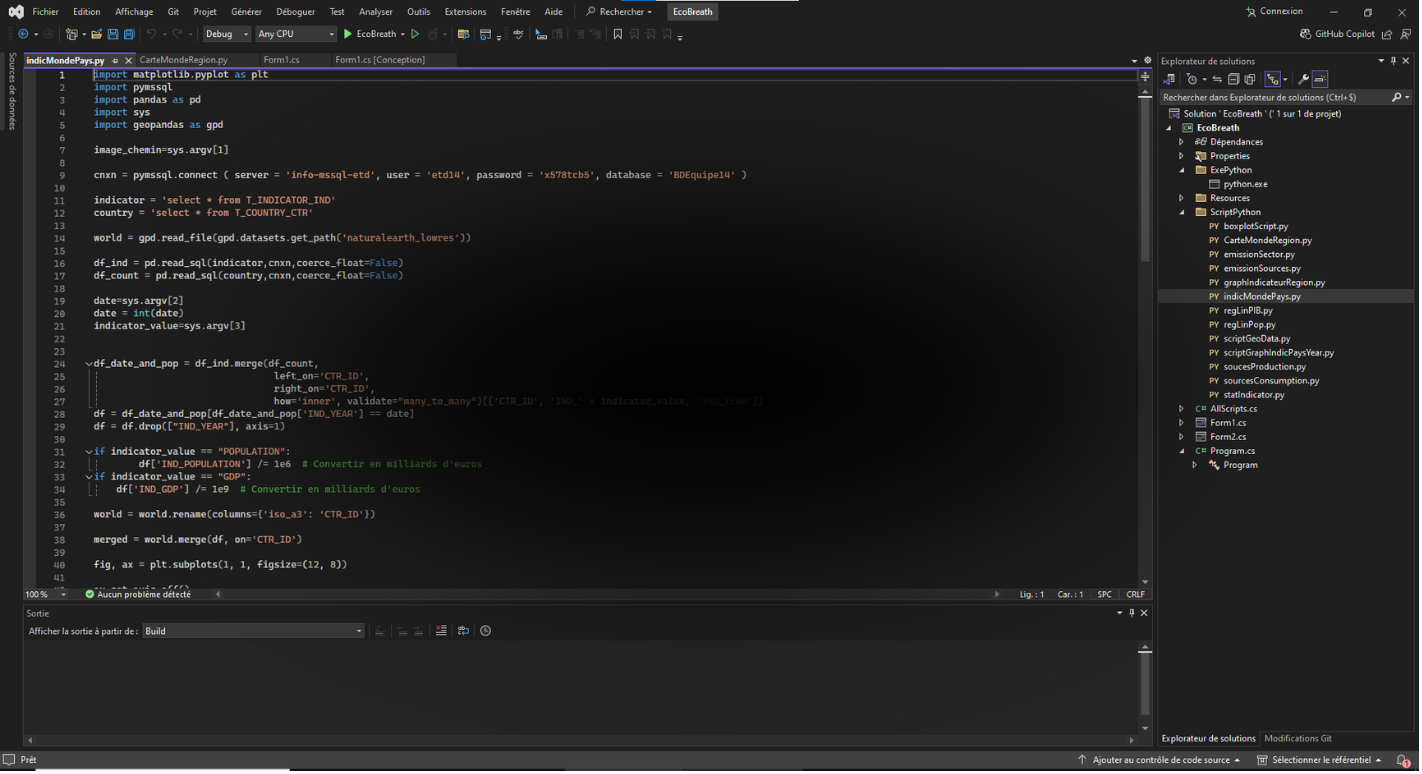 Fichier Edition Affichage Git Projet Générer Déboguer Test Analyser Outils Extensions Fenêtre Aide Rechercher EcoBreath Connexion
Debug Any CPU EcoBreath GitHub Copilot
Sources de données
indicMondePays.py CarteMondeRegion.py Form1.cs Form1.cs [Conception]
1 import matplotlib.pyplot as plt
2 import pymssql
3 import pandas as pd
4 import sys
5 import geopandas as gpd
6
7 image_chemin=sys.argv[1]
8
9 cnxn = pymssql.connect ( server = 'info-mssql-etd', user = 'etd14', password = 'x578tcb5', database = 'BDEquipe14' )
10
11 indicator = 'select * from T_INDICATOR_IND'
12 country = 'select * from T_COUNTRY_CTR'
13
14 world = gpd.read_file(gpd.datasets.get_path('naturalearth_lowres'))
15
16 df_ind = pd.read_sql(indicator,cnxn,coerce_float=False)
17 df_count = pd.read_sql(country,cnxn,coerce_float=False)
18
19 date=sys.argv[2]
20 date = int(date)
21 indicator_value=sys.argv[3]
22
23
24 df_date_and_pop = df_ind.merge(df_count,
25 left_on='CTR_ID',
26 right_on='CTR_ID',
27 how='inner', validate="many_to_many")[['CTR_ID', 'IND_' + indicator_value, 'IND_YEAR']]
28 df = df_date_and_pop[df_date_and_pop['IND_YEAR'] == date]
29 df = df.drop(["IND_YEAR"], axis=1)
30
31 if indicator_value == "POPULATION":
32 df['IND_POPULATION'] /= 1e6 # Convertir en milliards d'euros
33 if indicator_value == "GDP":
34 df['IND_GDP'] /= 1e9 # Convertir en milliards d'euros
35
36 world = world.rename(columns={'iso_a3': 'CTR_ID'})
37
38 merged = world.merge(df, on='CTR_ID')
39
40 fig, ax = plt.subplots(1, 1, figsize=(12, 8))
41
100 % Aucun problème détecté Lig. : 1 Car. : 1 SPC CRLF
Sortie
Afficher la sortie à partir de : Build
Explorateur de solutions
Rechercher dans Explorateur de solutions (Ctrl+$)
Solution ' EcoBreath ' (' 1 sur 1 de projet)
C# EcoBreath
Dépendances
Properties
ExePython
python.exe
Resources
ScriptPython
PY boxplotScript.py
PY CarteMondeRegion.py
PY emissionSector.py
PY emissionSources.py
PY graphIndicateurRegion.py
PY indicMondePays.py
PY regLinPIB.py
PY regLinPop.py
PY scriptGeoData.py
PY scriptGraphIndicPaysYear.py
PY soucesProduction.py
PY sourcesConsumption.py
PY statIndicator.py
C# AllScripts.cs
Form1.cs
Form2.cs
C# Program.cs
Program
Explorateur de solutions Modifications Git
Prêt Ajouter au contrôle de code source Sélectionner le référentiel 1